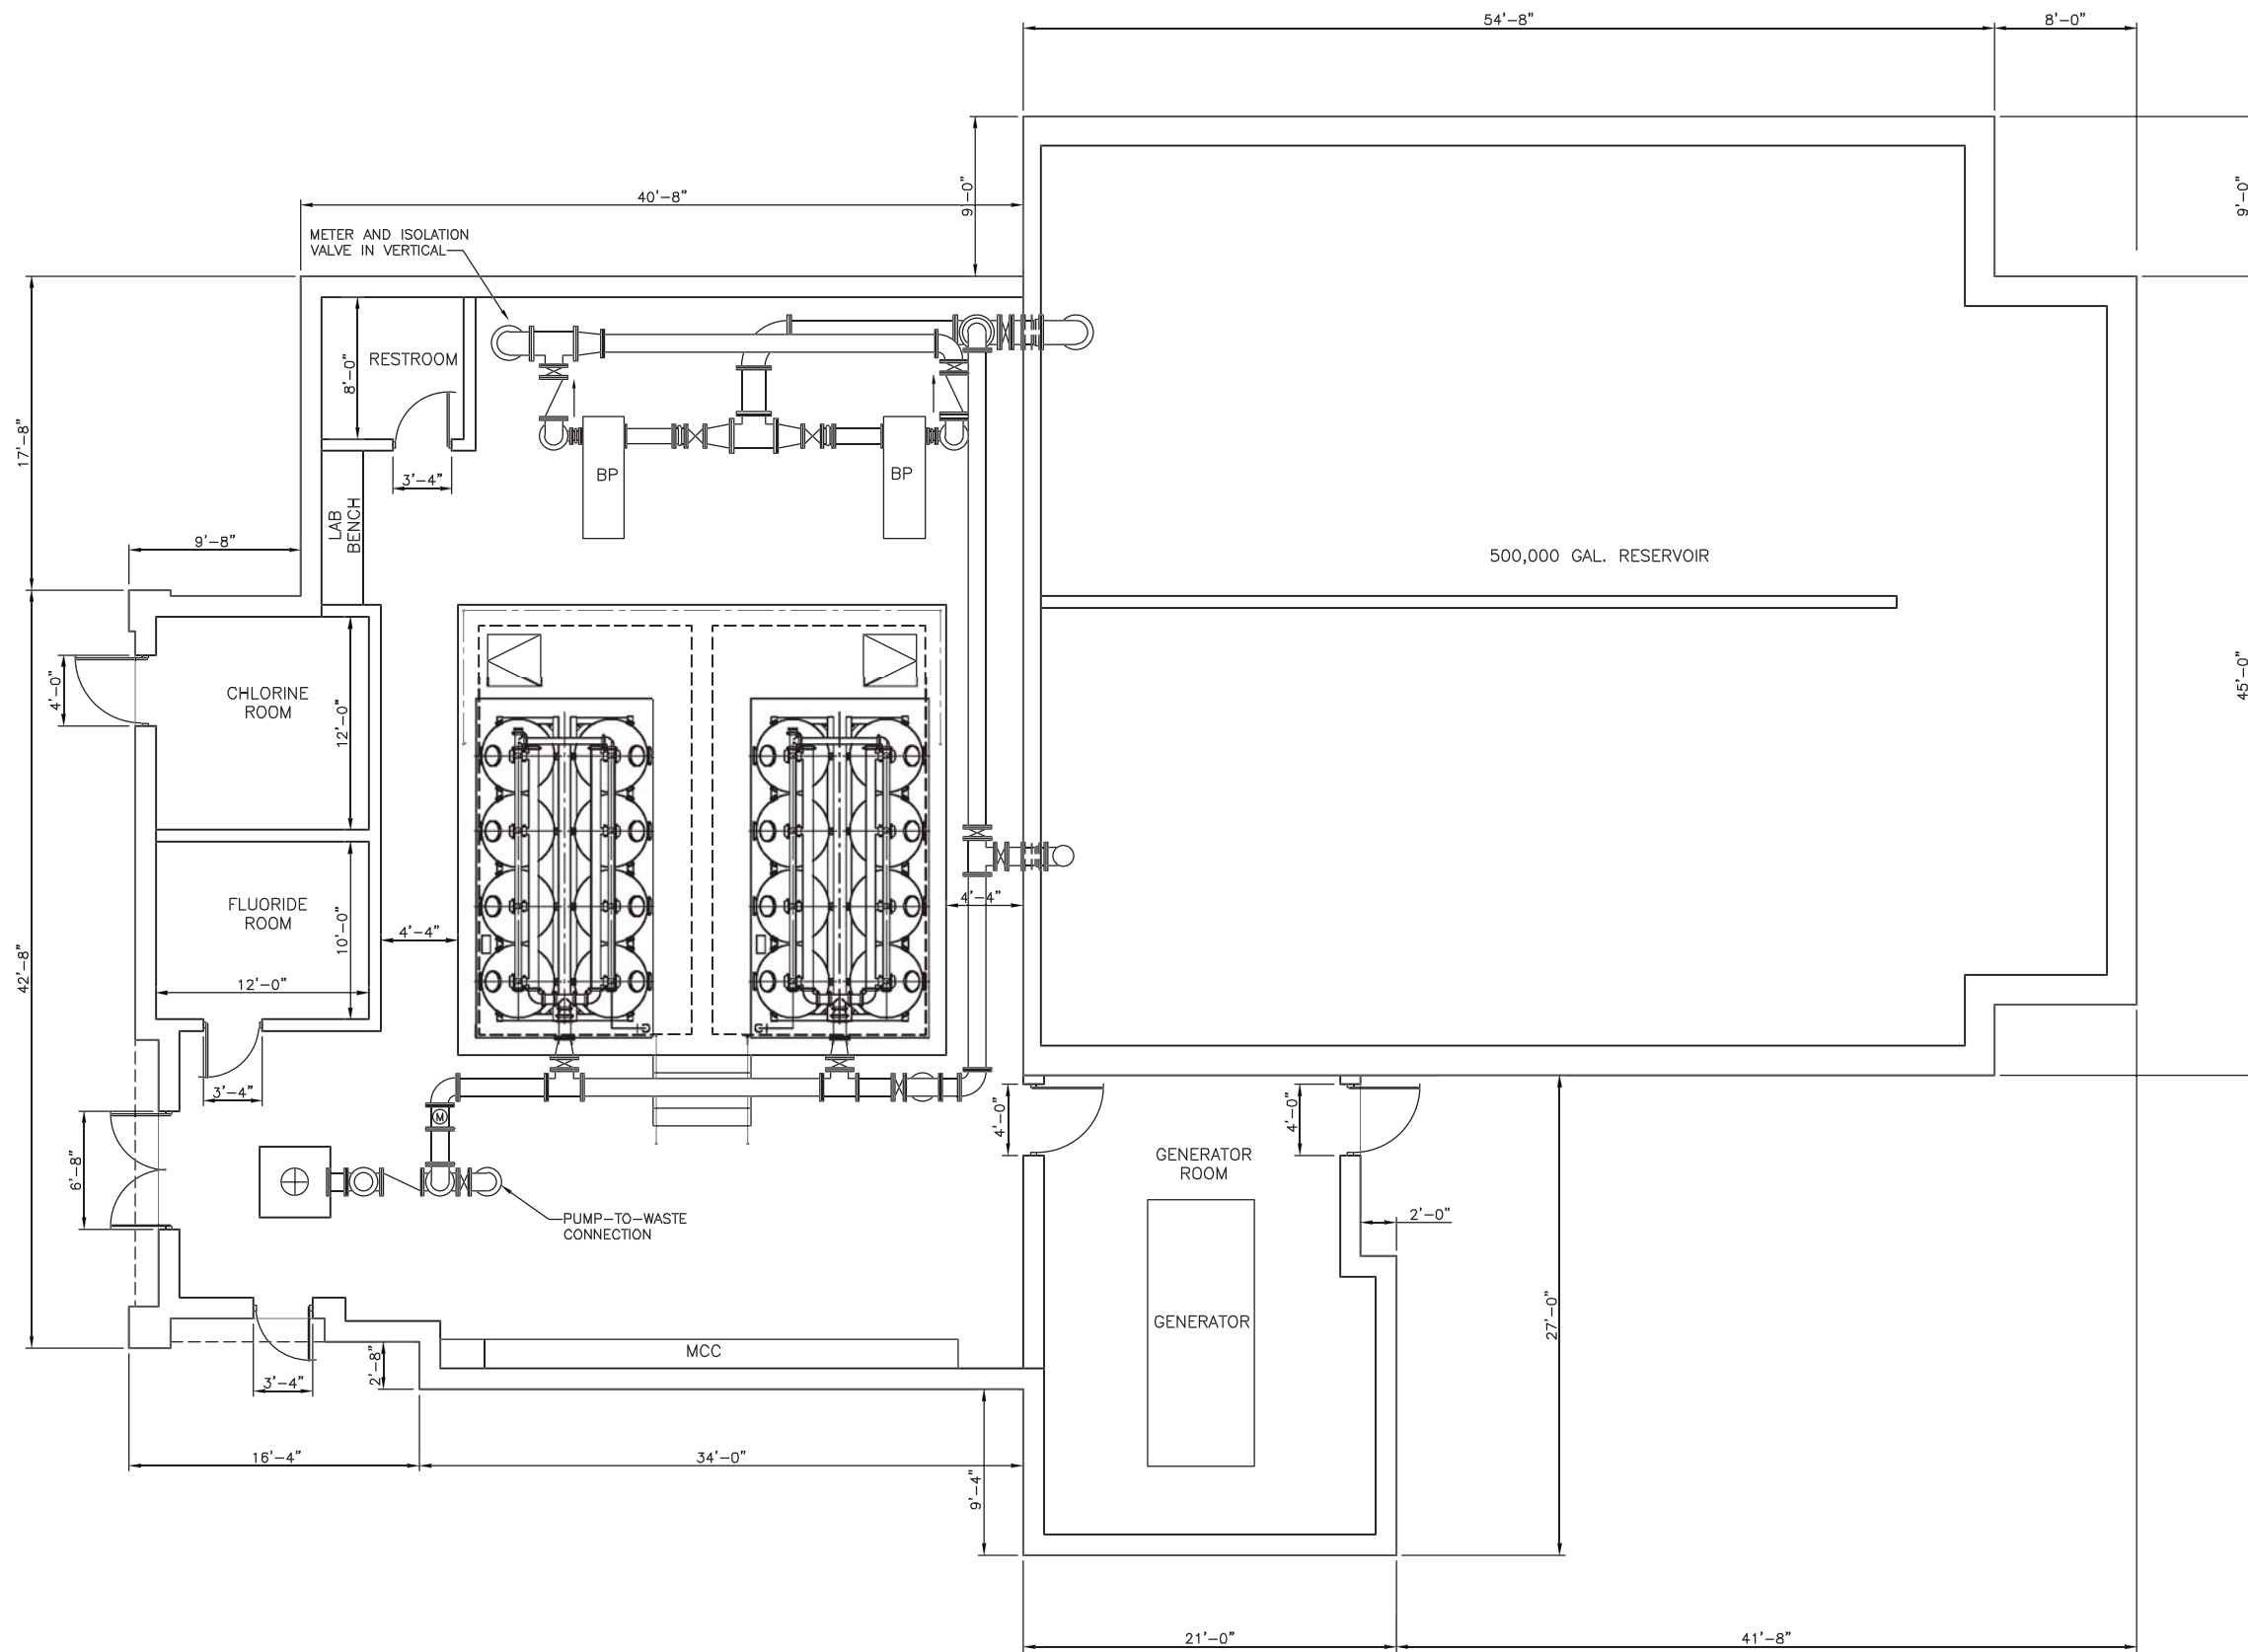 54'-8"
8'-0"
40'-8"
9'-0"
9'-0"
METER AND ISOLATION
VALVE IN VERTICAL
RESTROOM
8'-0"
17'-8"
3'-4"
BP
BP
LAB
BENCH
9'-8"
500,000 GAL. RESERVOIR
4'-0"
CHLORINE
ROOM
12'-0"
45'-0"
FLUORIDE
ROOM
10'-0"
4'-4"
4'-4"
42'-8"
12'-0"
3'-4"
M
4'-0"
4'-0"
6'-8"
GENERATOR
ROOM
PUMP-TO-WASTE
CONNECTION
2'-0"
GENERATOR
27'-0"
MCC
2'-8"
3'-4"
16'-4"
34'-0"
9'-4"
21'-0"
41'-8"